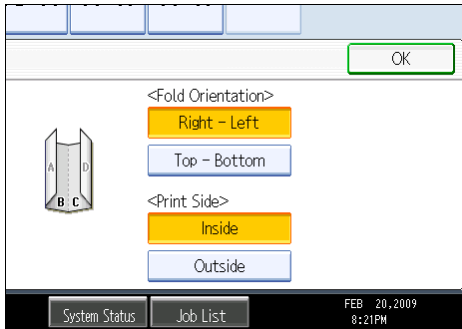 OK
<Fold Orientation>
Right - Left
Top - Bottom
A D
B C
<Print Side>
Inside
Outside
System Status Job List FEB 20,2009
8:21PM